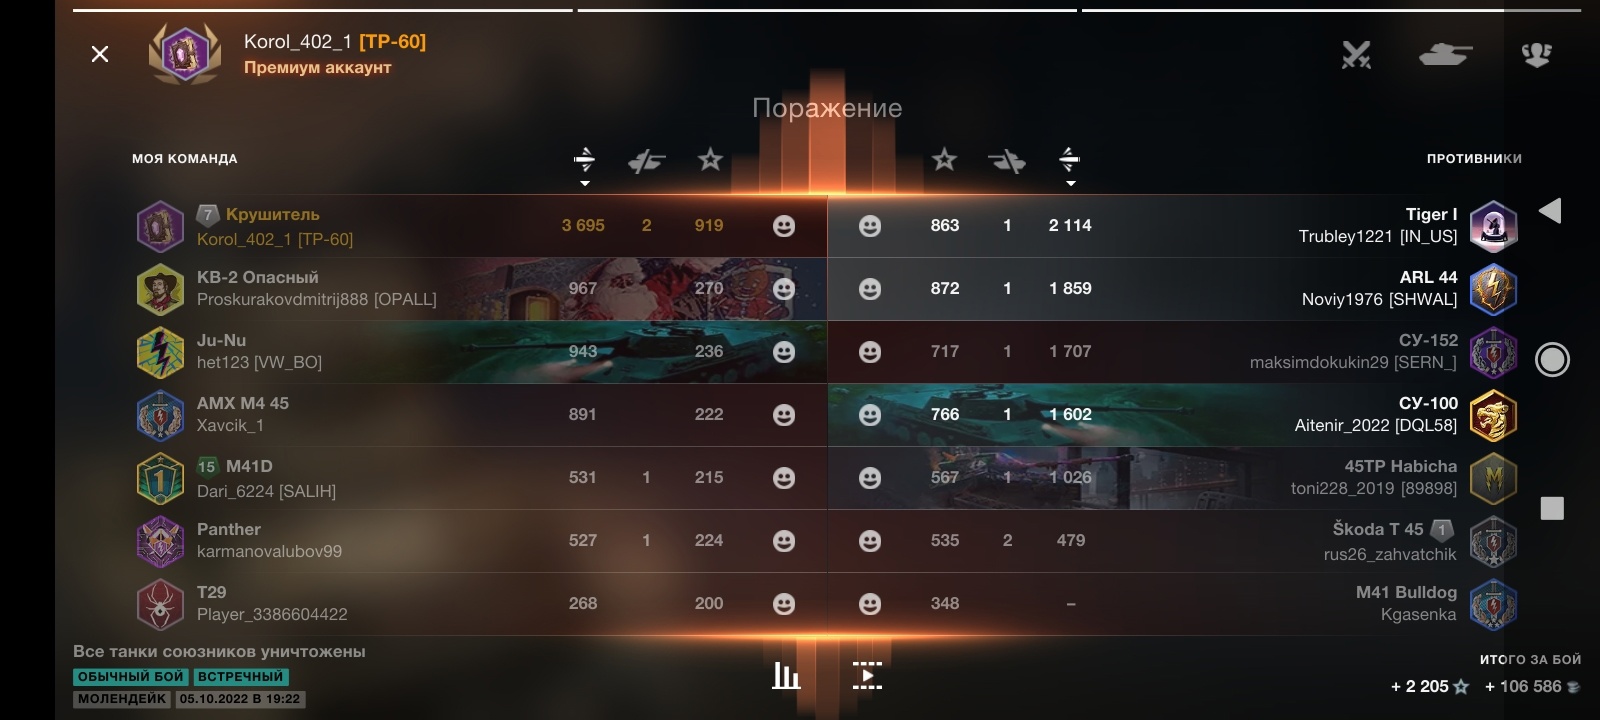 Korol_402_1 [TP-60]
Премиум аккаунт
Поражение
МОЯ КОМАНДА
ПРОТИВНИКИ
7 Крушитель
Korol_402_1 [TP-60]
3 695 2 919
863 1 2 114
Tiger I
Trubley1221 [IN_US]
КВ-2 Опасный
Proskurakovdmitrij888 [OPALL]
967 270
872 1 1 859
ARL 44
Noviy1976 [SHWAL]
Ju-Nu
het123 [VW_BO]
943 236
717 1 1 707
СУ-152
maksimdokukin29 [SERN_]
AMX M4 45
Xavcik_1
891 222
766 1 1 602
СУ-100
Aitenir_2022 [DQL58]
15 M41D
Dari_6224 [SALIH]
531 1 215
567 1 1 026
45TP Habicha
toni228_2019 [89898]
Panther
karmanovalubov99
527 1 224
535 2 479
Škoda T 45 1
rus26_zahvatchik
T29
Player_3386604422
268 200
348 –
M41 Bulldog
Kgasenka
Все танки союзников уничтожены
ОБЫЧНЫЙ БОЙ ВСТРЕЧНЫЙ
МОЛЕНДЕЙК 05.10.2022 В 19:22
ИТОГО ЗА БОЙ
+ 2 205 + 106 586